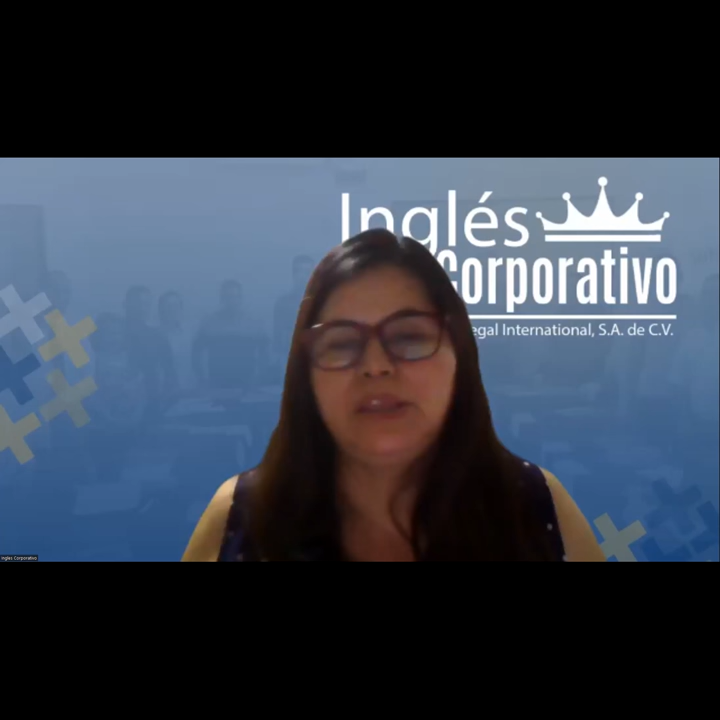 Inglés
Corporativo
egal International, S.A. de C.V.
Inglés Corporativo